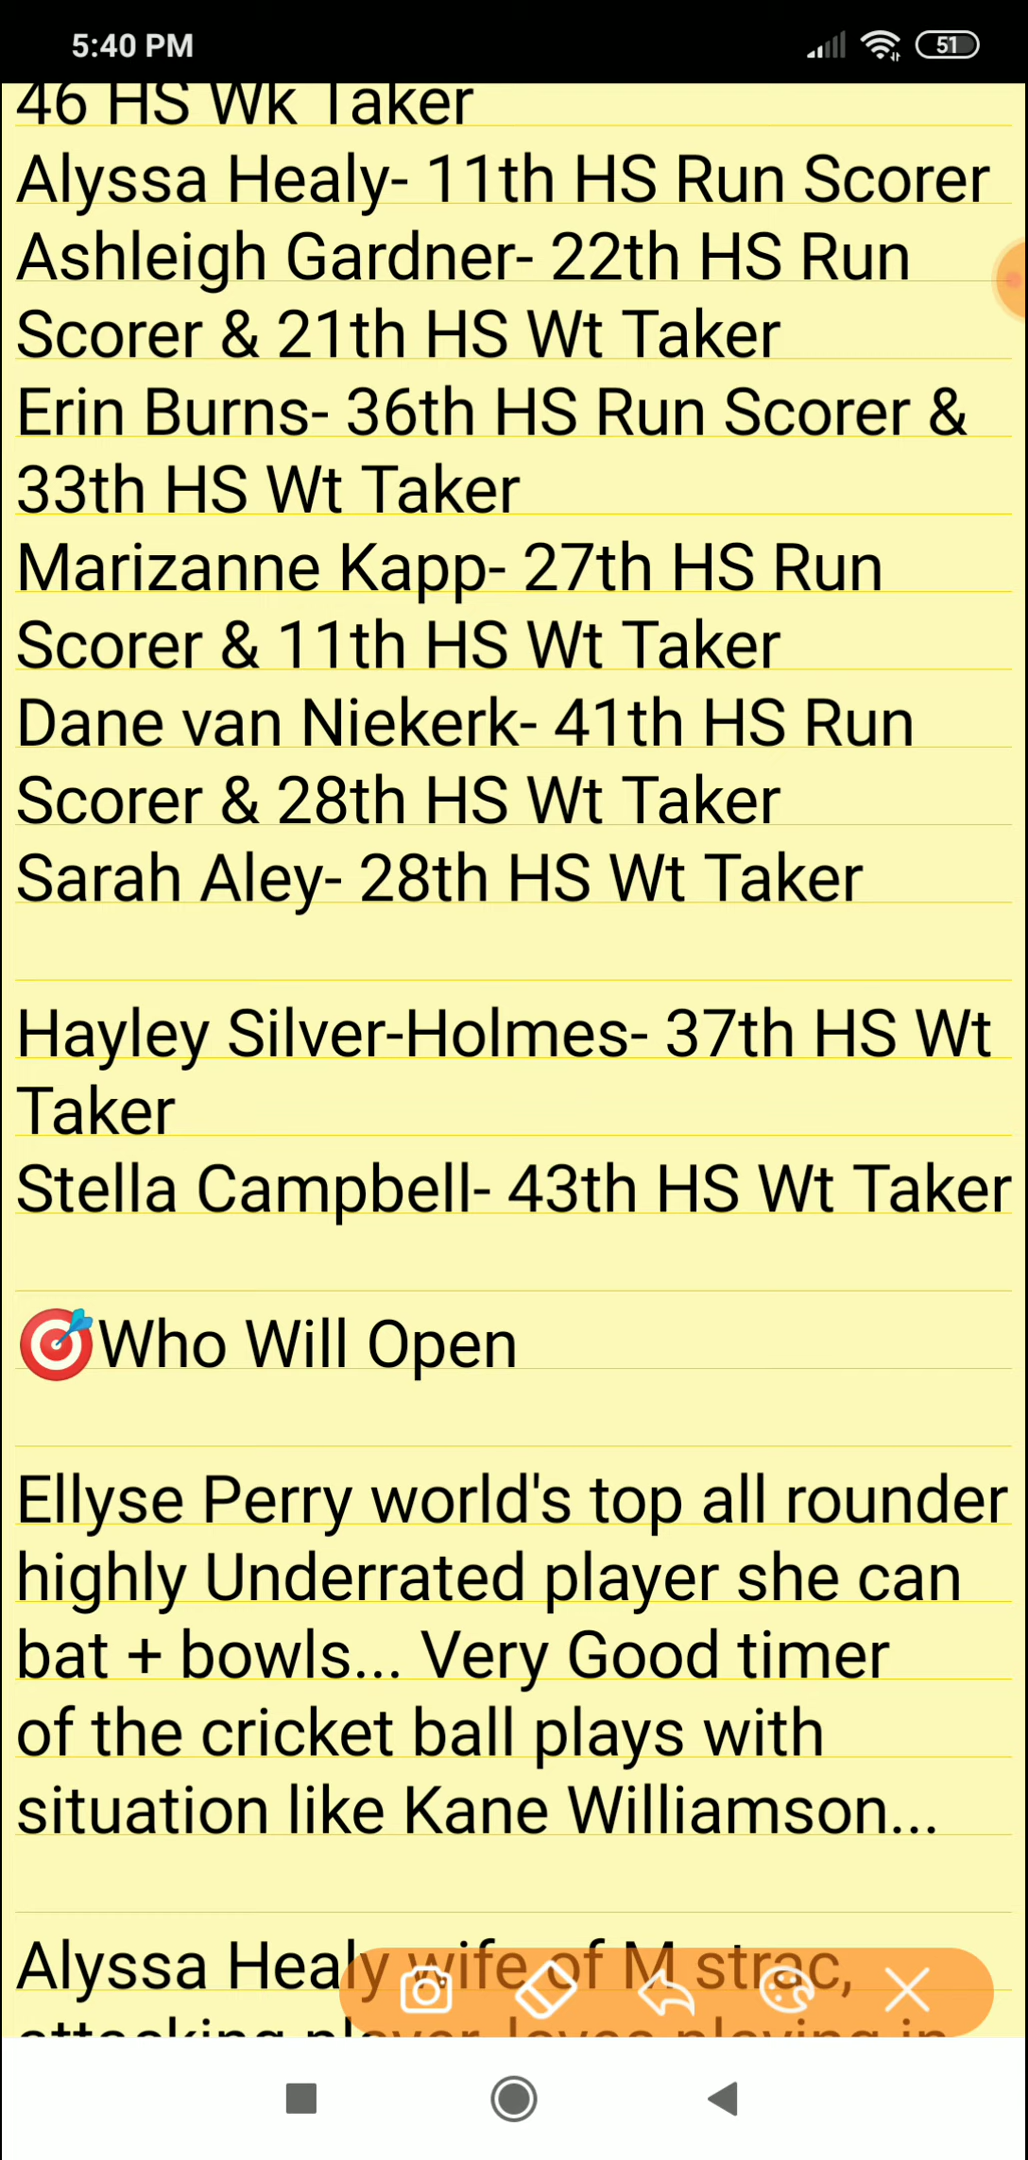 5:40 PM
51
46 HS Wk Taker
Alyssa Healy- 11th HS Run Scorer
Ashleigh Gardner- 22th HS Run
Scorer & 21th HS Wt Taker
Erin Burns- 36th HS Run Scorer &
33th HS Wt Taker
Marizanne Kapp- 27th HS Run
Scorer & 11th HS Wt Taker
Dane van Niekerk- 41th HS Run
Scorer & 28th HS Wt Taker
Sarah Aley- 28th HS Wt Taker
Hayley Silver-Holmes- 37th HS Wt
Taker
Stella Campbell- 43th HS Wt Taker
🎯Who Will Open
Ellyse Perry world's top all rounder
highly Underrated player she can
bat + bowls... Very Good timer
of the cricket ball plays with
situation like Kane Williamson...
Alyssa Healy wife of M strac,
attacking player, loves playing in